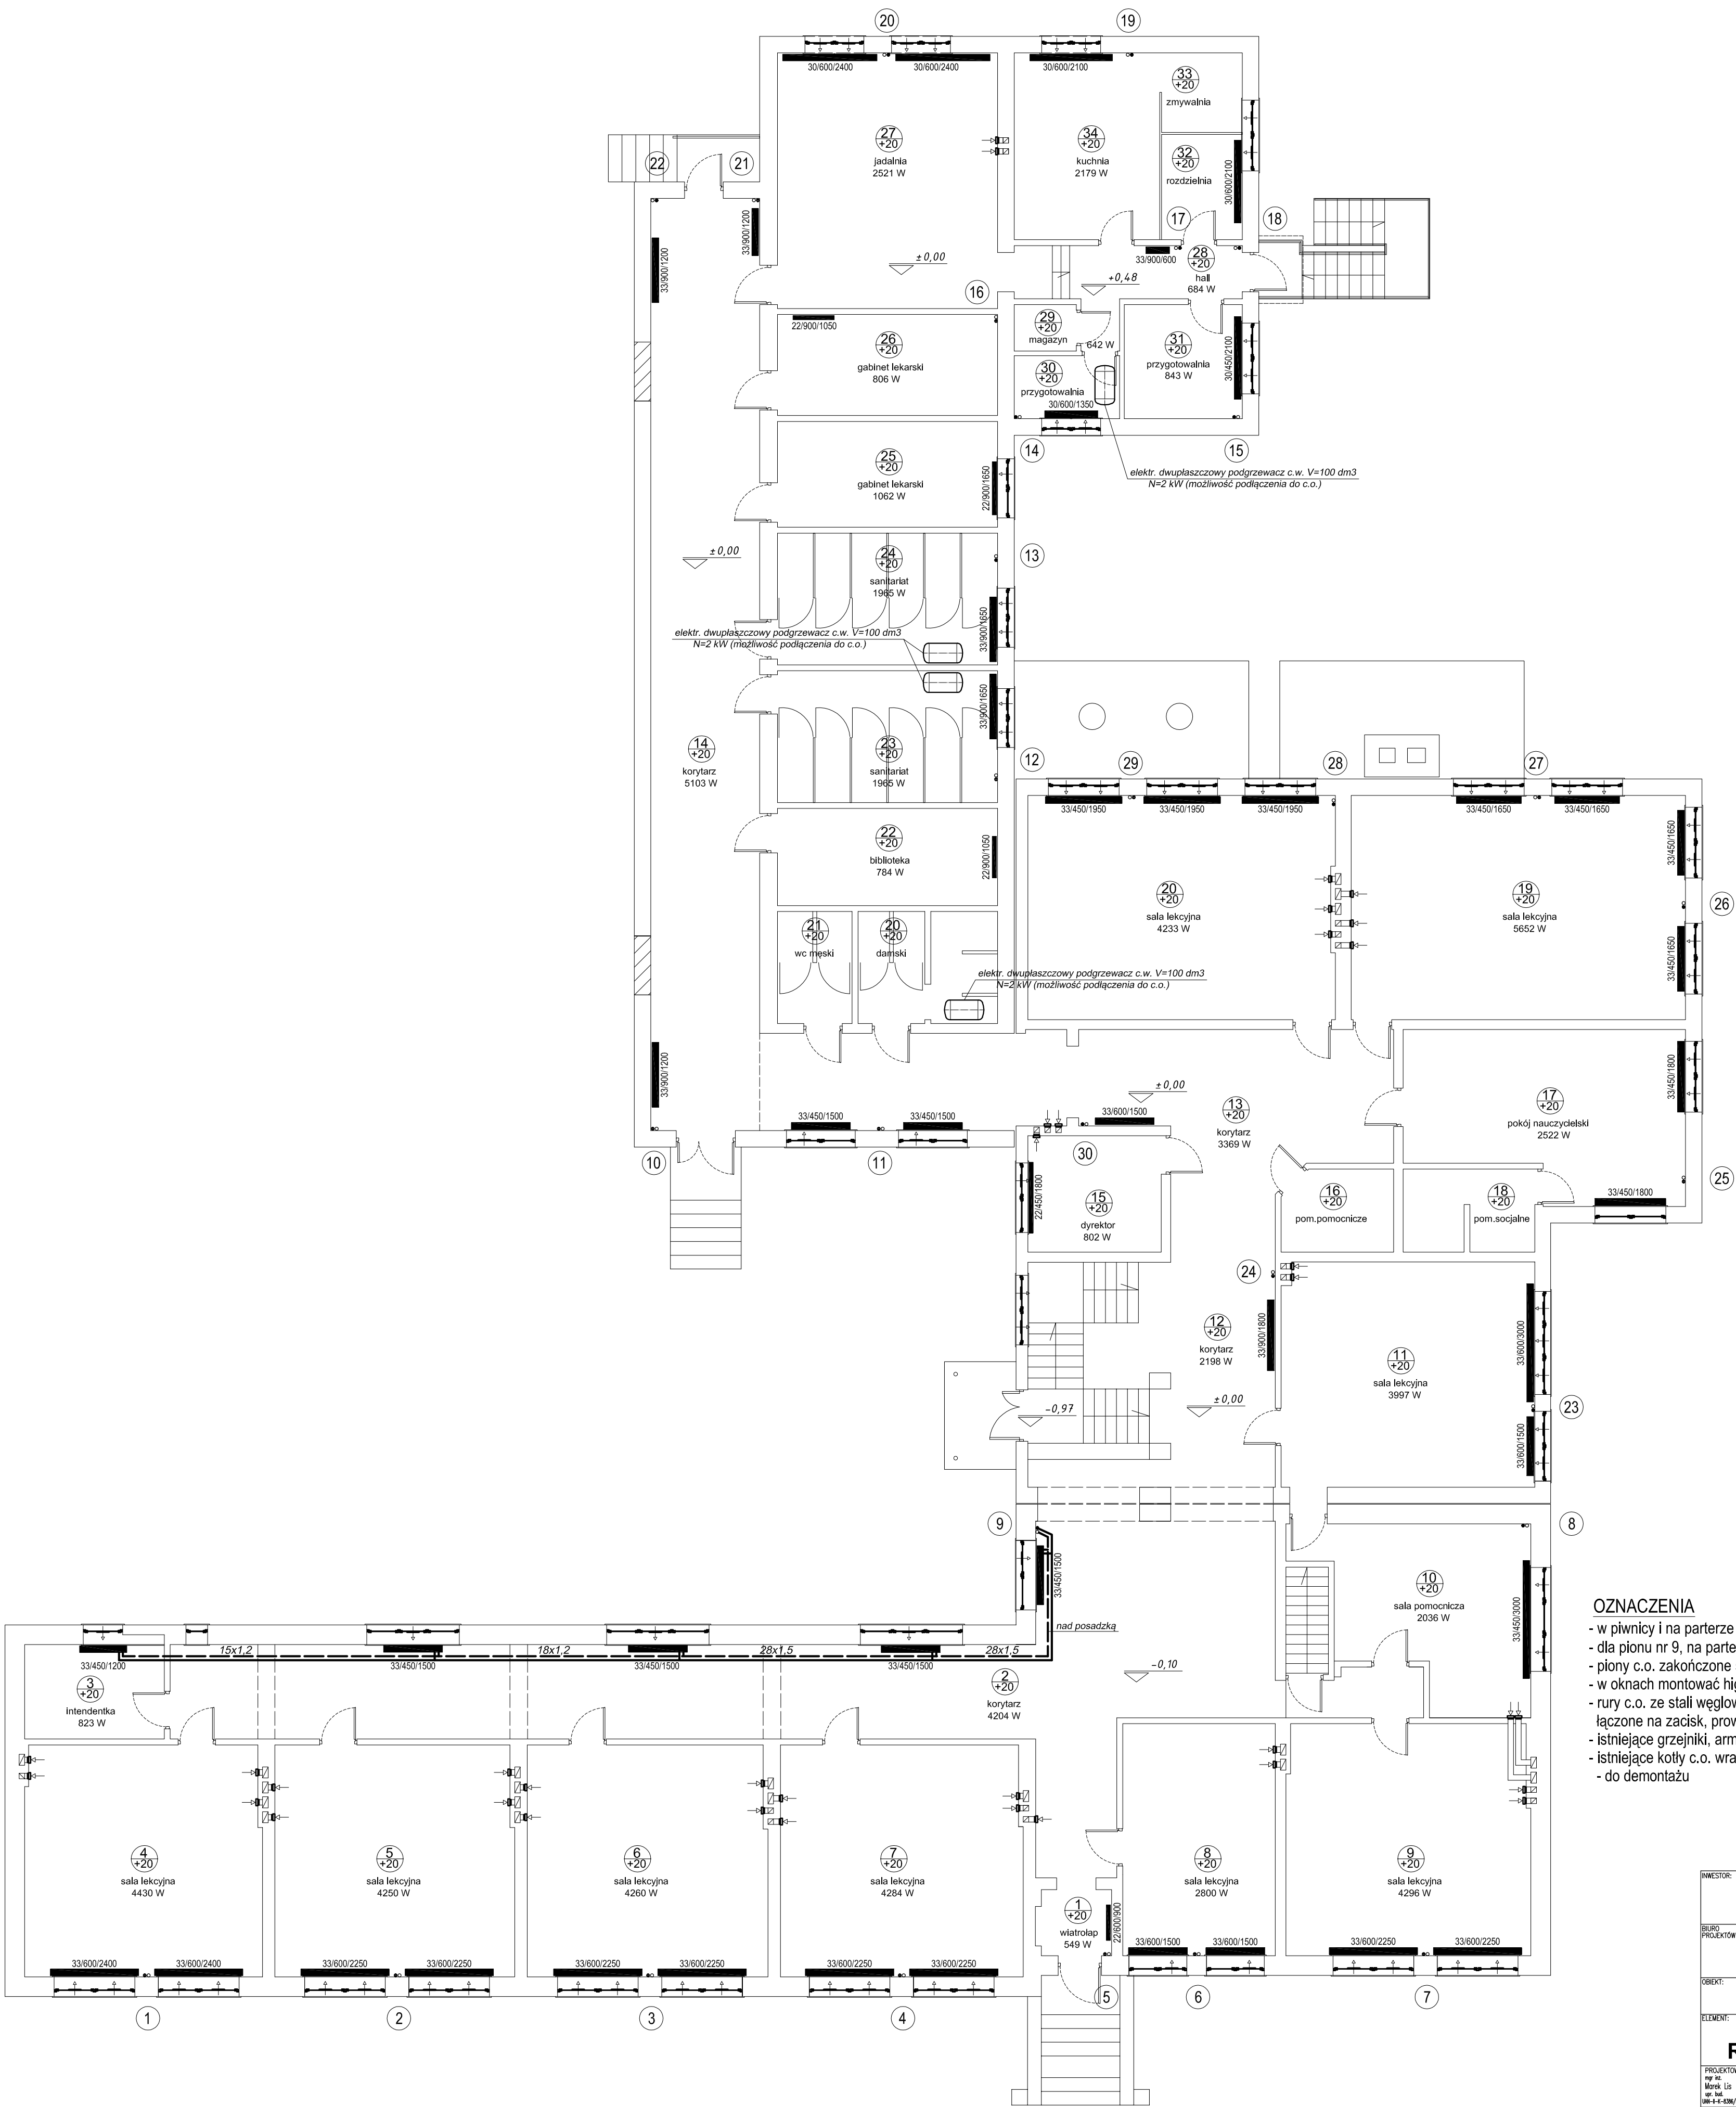 20
19
30/600/2400
30/600/2400
30/600/2100
33
+20
zmywalnia
27
+20
jadalnia
2521 W
34
+20
kuchnia
2179 W
32
+20
rozdzielnia
30/600/2100
22
21
33/900/1200
33/900/1200
17
18
33/900/600
28
+20
hall
684 W
±0,00
+0,48
16
22/900/1050
26
+20
gabinet lekarski
806 W
29
+20
magazyn
642 W
31
+20
przygotowalnia
843 W
30/450/2100
30
+20
przygotowalnia
30/600/1350
14
15
25
+20
gabinet lekarski
1062 W
22/900/1650
elektr. dwupłaszczowy podgrzewacz c.w. V=100 dm3
N=2 kW (możliwość podłączenia do c.o.)
±0,00
24
+20
sanitariat
1965 W
13
33/900/1650
elektr. dwupłaszczowy podgrzewacz c.w. V=100 dm3
N=2 kW (możliwość podłączenia do c.o.)
33/900/1650
14
+20
korytarz
5103 W
23
+20
sanitariat
1965 W
12
29
28
27
33/450/1950
33/450/1950
33/450/1950
33/450/1650
33/450/1650
33/450/1650
22
+20
biblioteka
784 W
22/900/1050
20
+20
sala lekcyjna
4233 W
19
+20
sala lekcyjna
5652 W
26
33/450/1650
21
+20
wc męski
20
+20
damski
elektr. dwupłaszczowy podgrzewacz c.w. V=100 dm3
N=2 kW (możliwość podłączenia do c.o.)
33/900/1200
33/450/1800
±0,00
33/450/1500
33/450/1500
33/600/1500
13
+20
korytarz
3369 W
17
+20
pokój nauczycielski
2522 W
10
11
30
25
22/450/1800
15
+20
dyrektor
802 W
16
+20
pom.pomocnicze
18
+20
pom.socjalne
33/450/1800
24
12
+20
korytarz
2198 W
33/900/1800
11
+20
sala lekcyjna
3997 W
33/600/3000
±0,00
-0,97
23
33/600/1500
9
8
33/450/1500
10
+20
sala pomocnicza
2036 W
33/450/3000
nad posadzką
15x1,2
18x1,2
28x1,5
28x1,5
33/450/1200
33/450/1500
33/450/1500
33/450/1500
-0,10
3
+20
intendentka
823 W
2
+20
korytarz
4204 W
OZNACZENIA
- w piwnicy i na parterze
- dla pionu nr 9, na parte
- piony c.o. zakończone
- w oknach montować hig
- rury c.o. ze stali węglow
łączone na zacisk, prow
- istniejące grzejniki, arm
- istniejące kotły c.o. wra
- do demontażu
4
+20
sala lekcyjna
4430 W
5
+20
sala lekcyjna
4250 W
6
+20
sala lekcyjna
4260 W
7
+20
sala lekcyjna
4284 W
8
+20
sala lekcyjna
2800 W
9
+20
sala lekcyjna
4296 W
1
+20
wiatrołap
549 W
22/600/900
33/600/2400
33/600/2400
33/600/2250
33/600/2250
33/600/2250
33/600/2250
33/600/2250
33/600/2250
33/600/1500
33/600/1500
33/600/2250
33/600/2250
1
2
3
4
5
6
7
INWESTOR:
BIURO
PROJEKTÓW
OBIEKT:
ELEMENT:
R
PROJEKTOW
mgr inż.
Marek Lis
upr. bud.